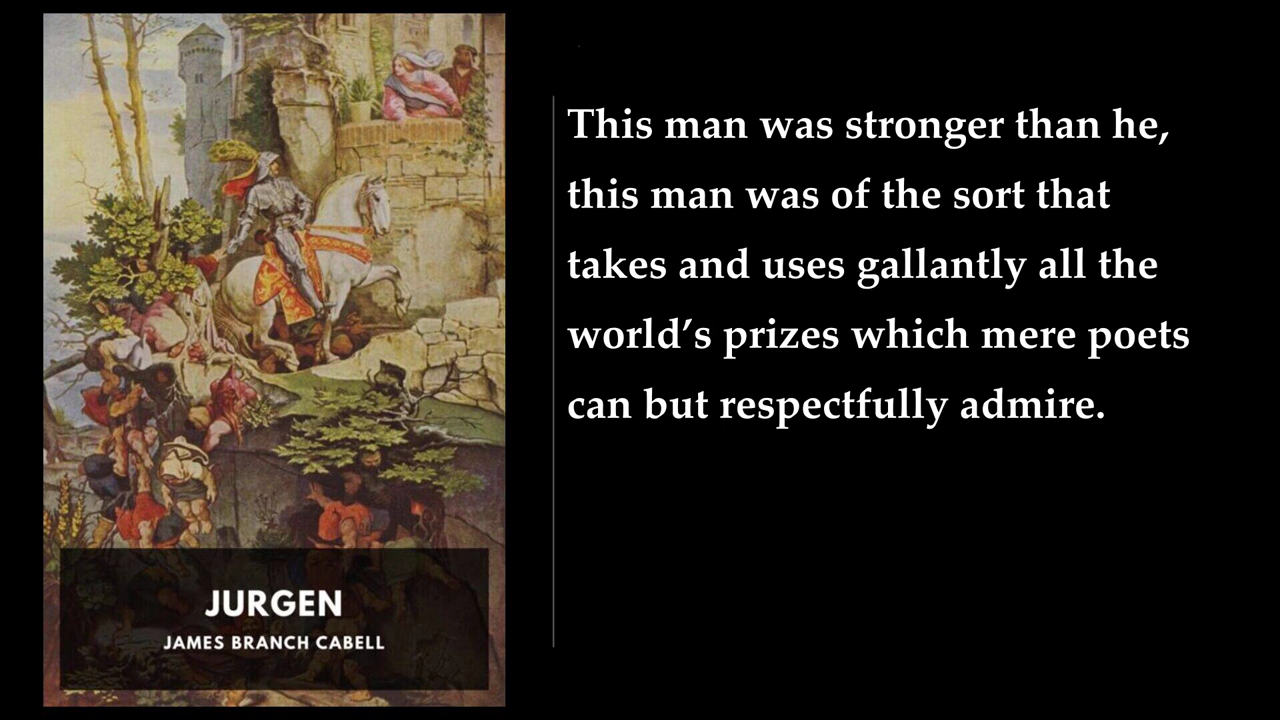 This man was stronger than he,
this man was of the sort that
takes and uses gallantly all the
world’s prizes which mere poets
can but respectfully admire.
JURGEN
JAMES BRANCH CABELL